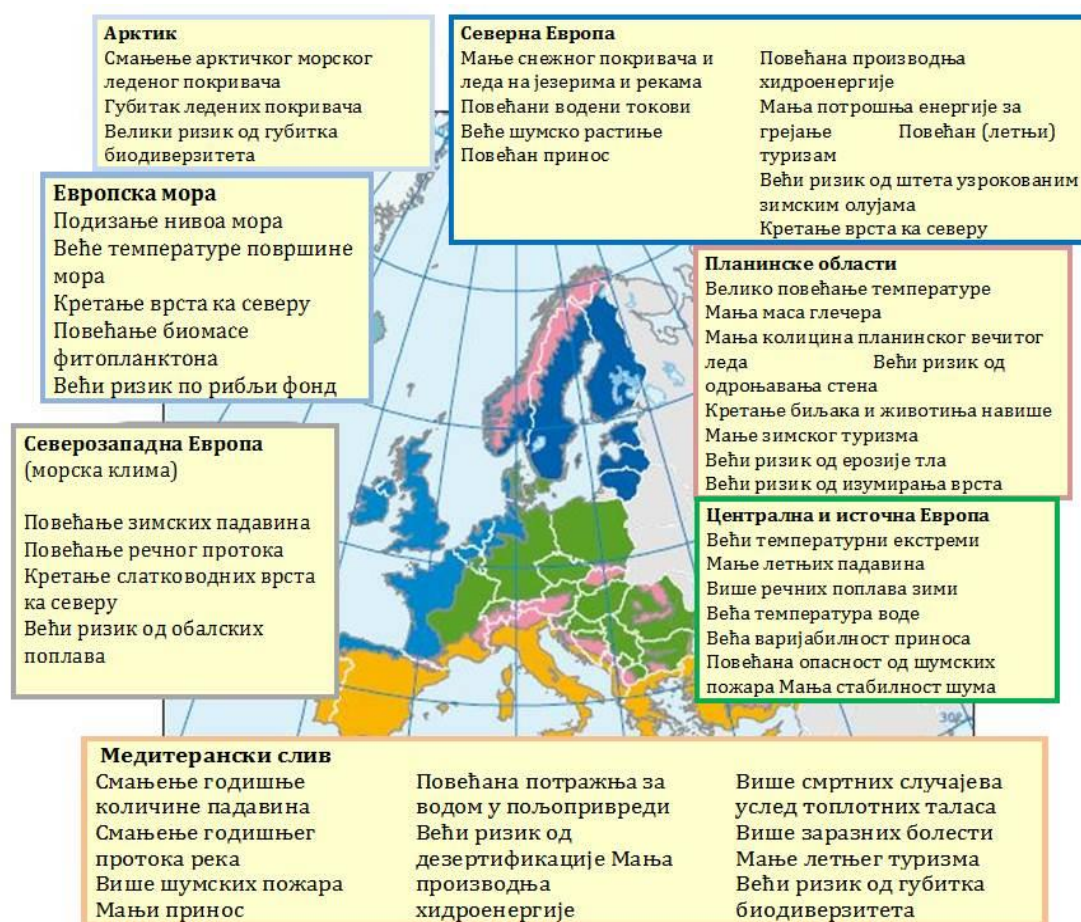 Арктик
Смањење арктичког морског
леденог покривача
Губитак ледених покривача
Велики ризик од губитка
биодиверзитета
Северна Европа
Мање снежног покривача и
леда на језерима и рекама
Повећани водени токови
Веће шумско растиње
Повећан принос
Повећана производња
хидроенергије
Мања потрошња енергије за
грејање Повећан (летњи)
туризам
Већи ризик од штета узрокованим
зимским олујама
Кретање врста ка северу
Европска мора
Подизање нивоа мора
Веће температуре површине
мора
Кретање врста ка северу
Повећање биомасе
фитопланктона
Већи ризик по рибљи фонд
Планинске области
Велико повећање температуре
Мања маса глечера
Мања колицина планинског вечитог
леда Већи ризик од
одроњавања стена
Кретање биљака и животиња навише
Мање зимског туризма
Већи ризик од ерозије тла
Већи ризик од изумирања врста
Северозападна Европа
(морска клима)
Повећање зимских падавина
Повећање речног протока
Кретање слатководних врста
ка северу
Већи ризик од обалских
поплава
Централна и источна Европа
Већи температурни екстреми
Мање летњих падавина
Више речних поплава зими
Већа температура воде
Већа варијабилност приноса
Повећана опасност од шумских
пожара Мања стабилност шума
30°
Медитерански слив
Смањење годишње
количине падавина
Смањење годишњег
протока река
Више шумских пожара
Мањи принос
Повећана потражња за
водом у пољопривреди
Већи ризик од
дезертификације Мања
производња
хидроенергије
Више смртних случајева
услед топлотних таласа
Више заразних болести
Мање летњег туризма
Већи ризик од губитка
биодиверзитета